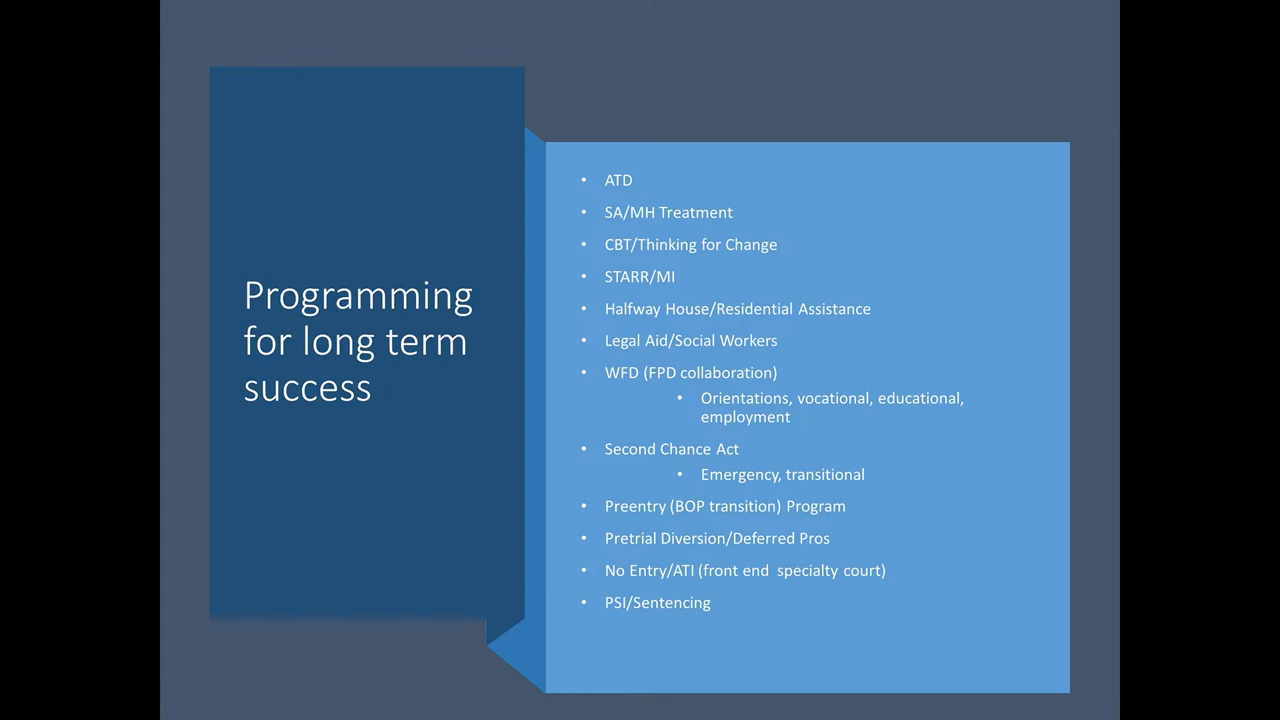 Programming
for long term
success
• ATD
• SA/MH Treatment
• CBT/Thinking for Change
• STARR/MI
• Halfway House/Residential Assistance
• Legal Aid/Social Workers
• WFD (FPD collaboration)
• Orientations, vocational, educational,
employment
• Second Chance Act
• Emergency, transitional
• Preentry (BOP transition) Program
• Pretrial Diversion/Deferred Pros
• No Entry/ATI (front end specialty court)
• PSI/Sentencing